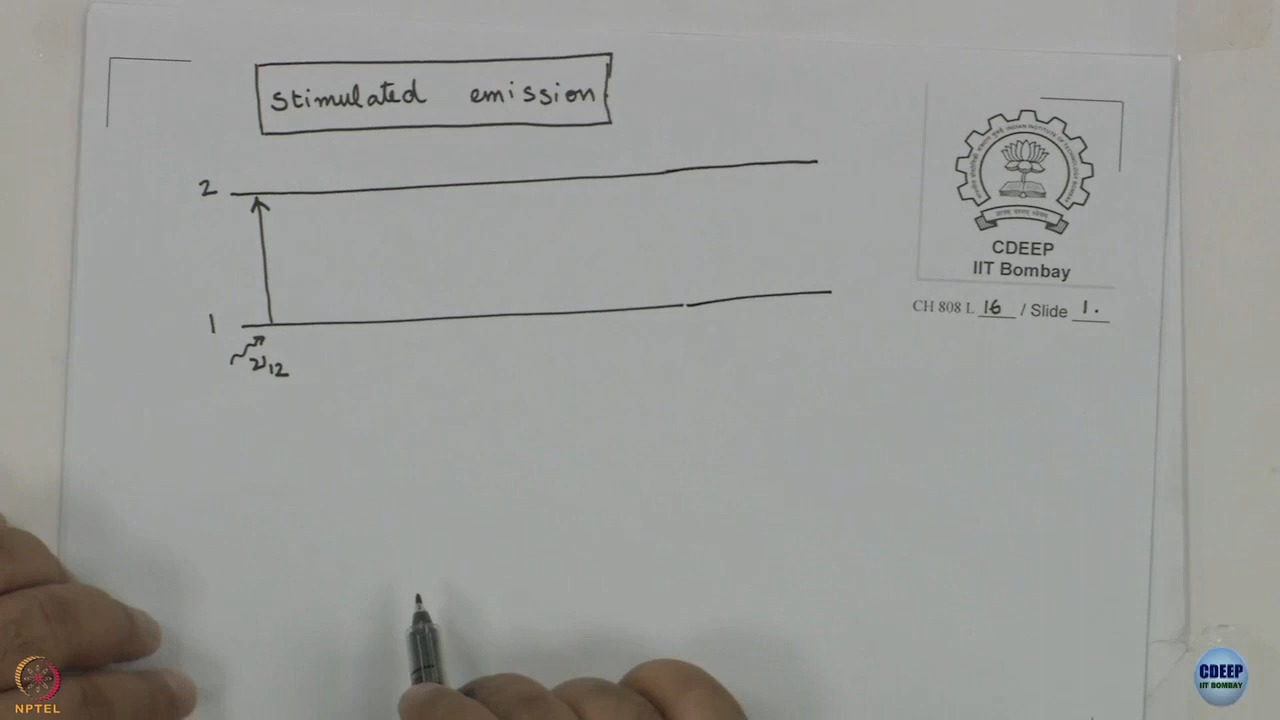 Stimulated emission
2
1
ν12
CDEEP
IIT Bombay
CH 808 L 16 / Slide 1.
NPTEL
CDEEP
IIT BOMBAY